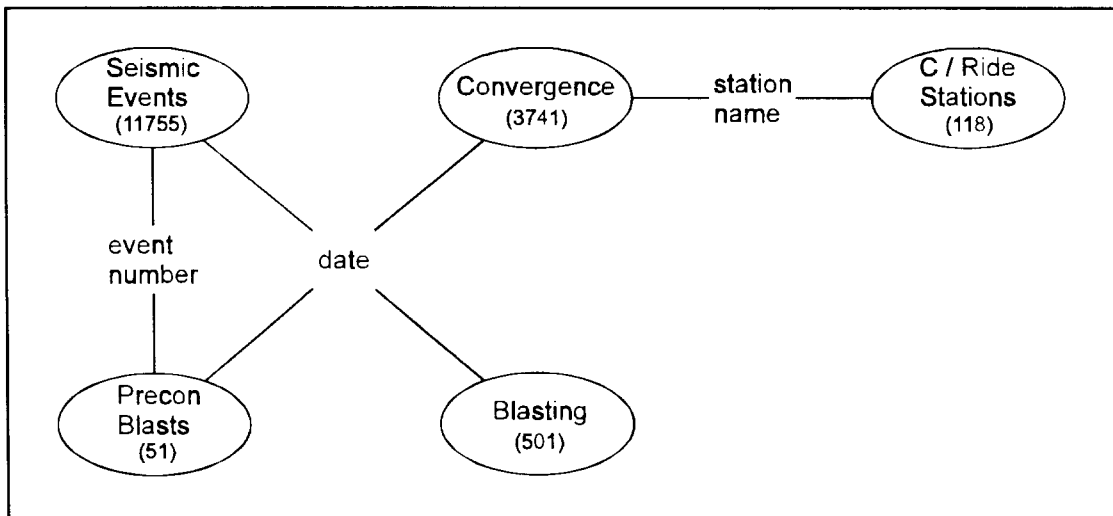 Seismic
Events
(11755)
Convergence
(3741)
station
name
C / Ride
Stations
(118)
event
number
date
Precon
Blasts
(51)
Blasting
(501)